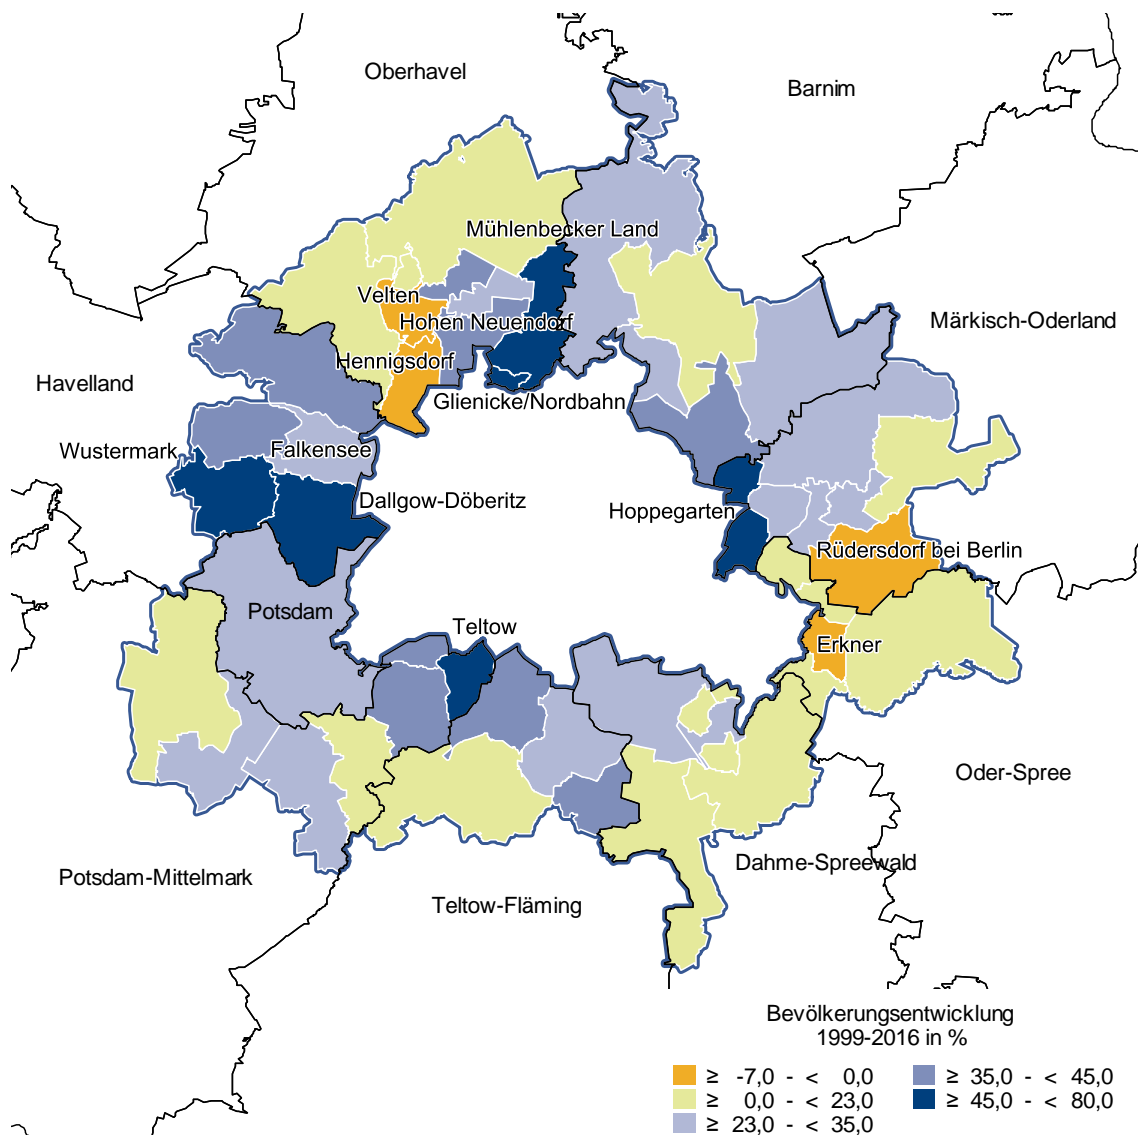 Oberhavel
Barnim
Mühlenbecker Land
Velten
Hohen Neuendorf
Märkisch-Oderland
Hennigsdorf
Havelland
Glienicke/Nordbahn
Wustermark
Falkensee
Dallgow-Döberitz
Hoppegarten
Rüdersdorf bei Berlin
Potsdam
Teltow
Erkner
Oder-Spree
Dahme-Spreewald
Potsdam-Mittelmark
Teltow-Fläming
Bevölkerungsentwicklung
1999-2016 in %
≥ -7,0 - < 0,0
≥ 0,0 - < 23,0
≥ 23,0 - < 35,0
≥ 35,0 - < 45,0
≥ 45,0 - < 80,0